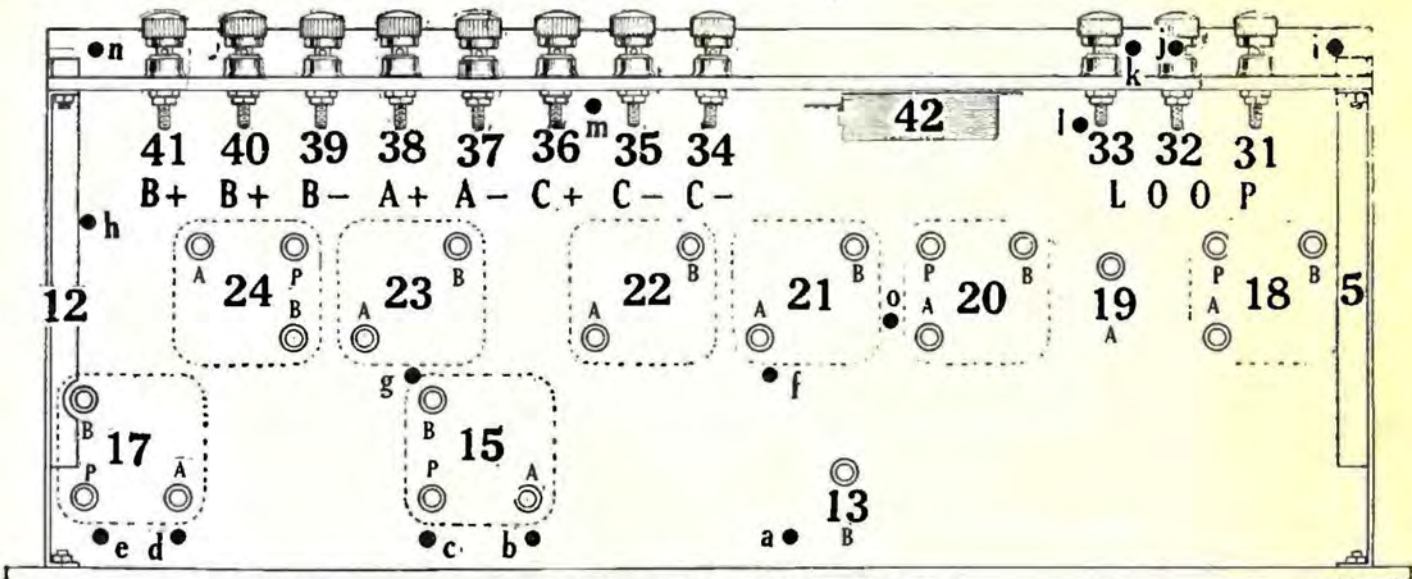 n j k i
m 42 l
41 40 39 38 37 36 35 34 33 32 31
B+ B+ B- A+ A- C+ C- C- LOOP
h
A P B A B A B A B P B P B
12 24 23 22 21 o 20 19 18 5
A A A
g f
B B
17 15
P A P A
13
e d c b a B